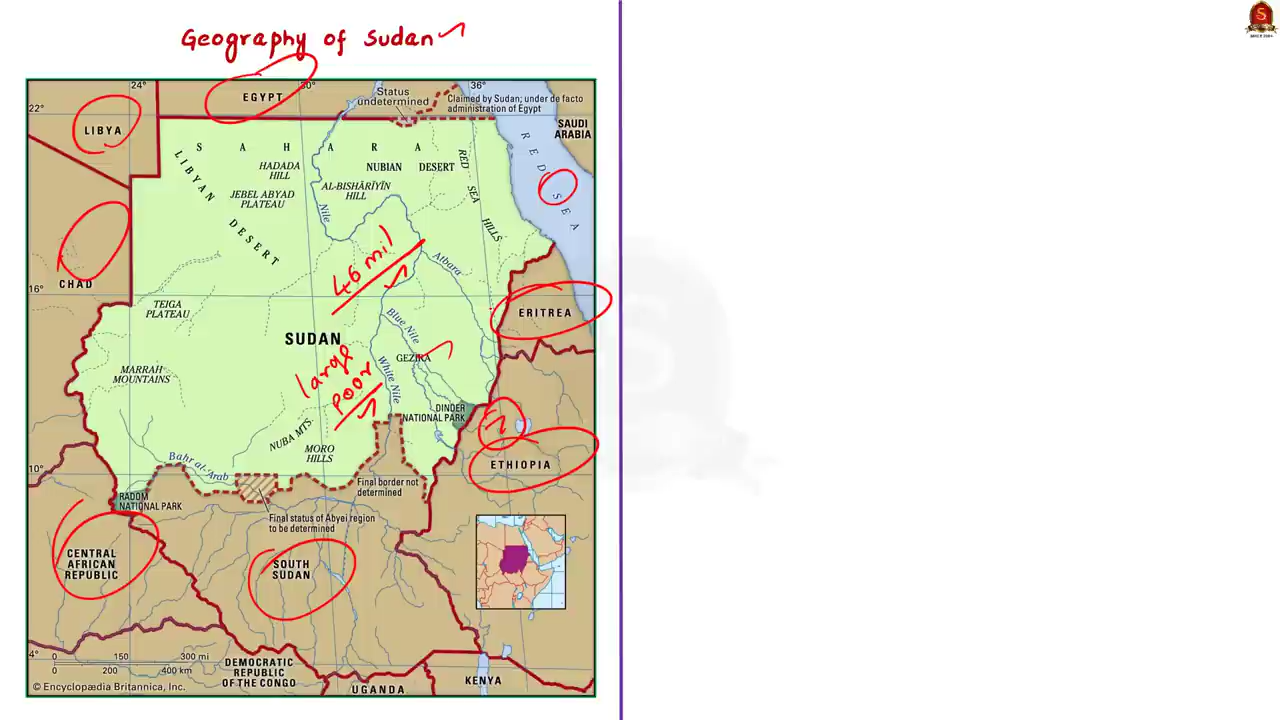 Geography of Sudan
24°
30°
36°
EGYPT
Status
undetermined
Claimed by Sudan; under de facto
administration of Egypt
22°
LIBYA
SAUDI
ARABIA
RED SEA
SAHARA
LIBYAN DESERT
HADADA
HILL
NUBIAN DESERT
RED SEA HILLS
JEBEL ABYAD
PLATEAU
AL-BISHĀRĪYĪN
HILL
Nile
46 mil
Atbara
CHAD
16°
TEIGA
PLATEAU
ERITREA
Blue Nile
SUDAN
GEZIRA
large
poor
White Nile
MARRAH
MOUNTAINS
DINDER
NATIONAL PARK
NUBA MTS.
MORO
HILLS
ETHIOPIA
Bahr al-Arab
10°
Final border not
determined
RADOM
NATIONAL PARK
Final status of Abyei region
to be determined
CENTRAL
AFRICAN
REPUBLIC
SOUTH
SUDAN
4°
0 150 300 mi
0 200 400 km
DEMOCRATIC
REPUBLIC
OF THE CONGO
UGANDA
KENYA
© Encyclopædia Britannica, Inc.
S